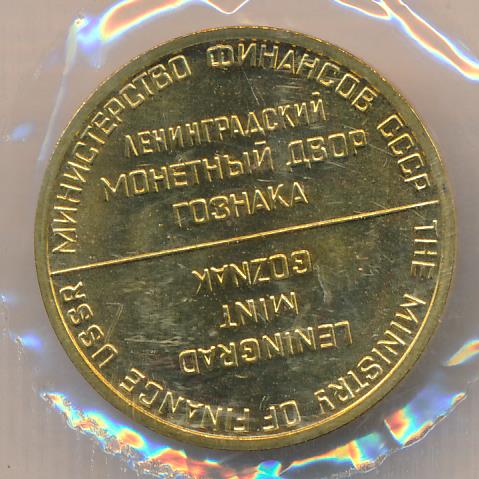 МИНИСТЕРСТВО ФИНАНСОВ СССР
ЛЕНИНГРАДСКИЙ
МОНЕТНЫЙ ДВОР
ГОЗНАКА
THE MINISTRY OF FINANCE USSR
LENINGRAD
MINT
GOZNAK